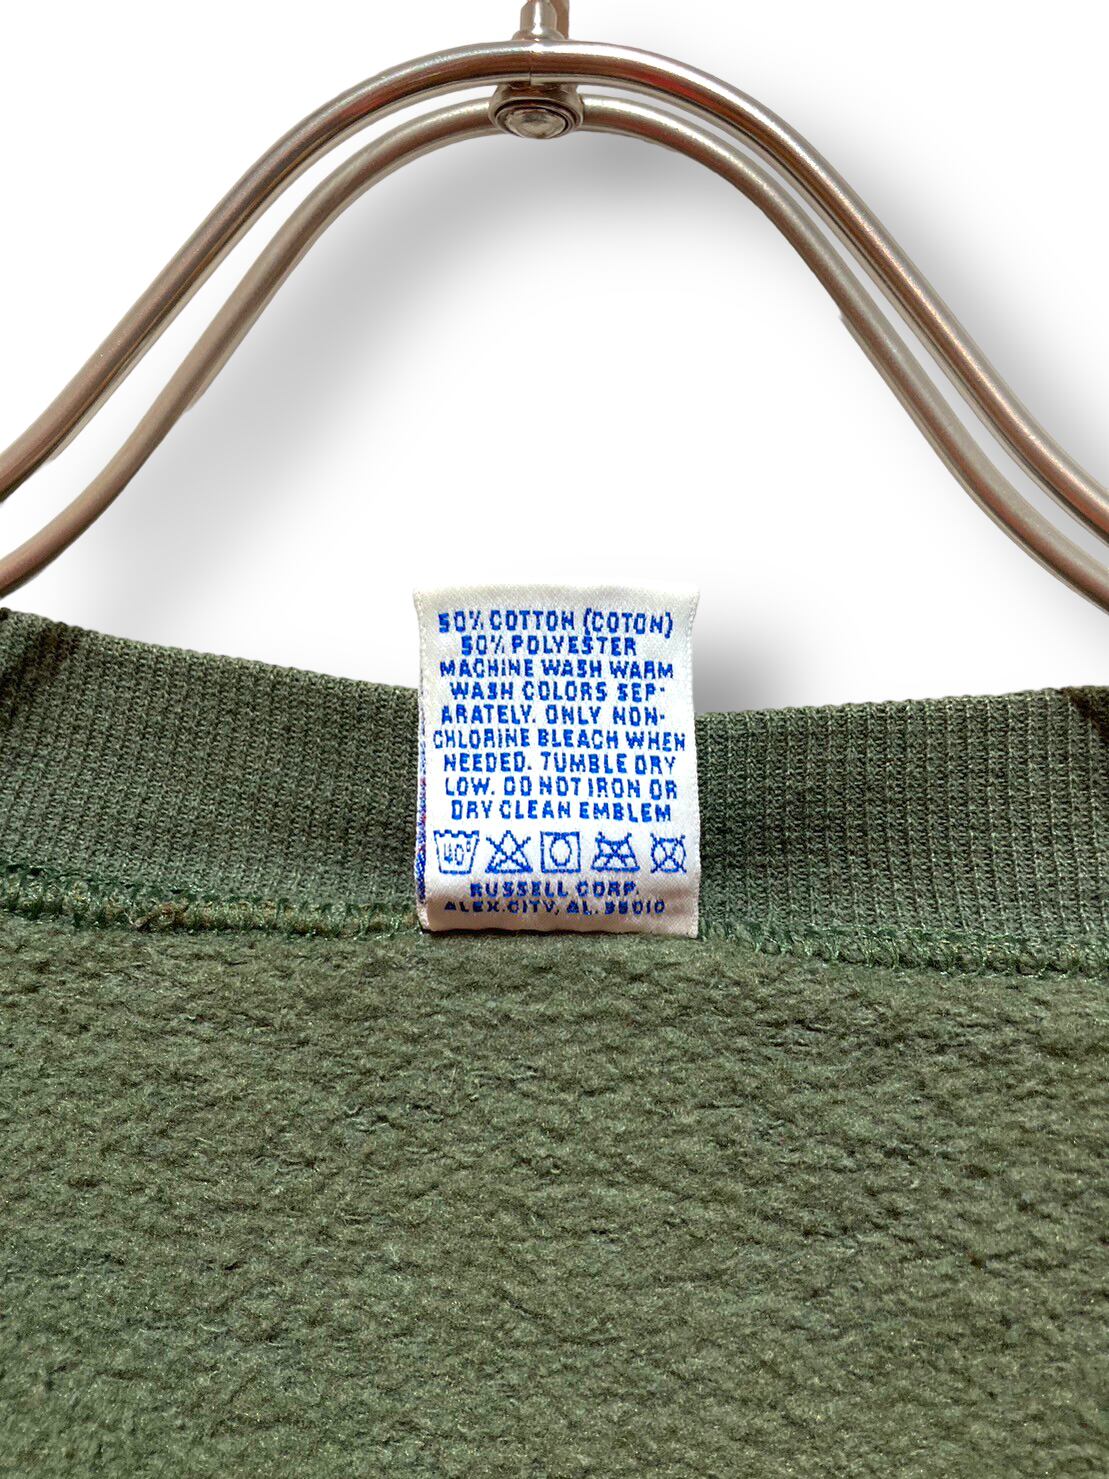 50% COTTON (COTON)
50% POLYESTER
MACHINE WASH WARM
WASH COLORS SEP-
ARATELY. ONLY NON-
CHLORINE BLEACH WHEN
NEEDED. TUMBLE DRY
LOW. DO NOT IRON OR
DRY CLEAN EMBLEM
40°
RUSSELL CORP.
ALEX.CITY, AL. 35010